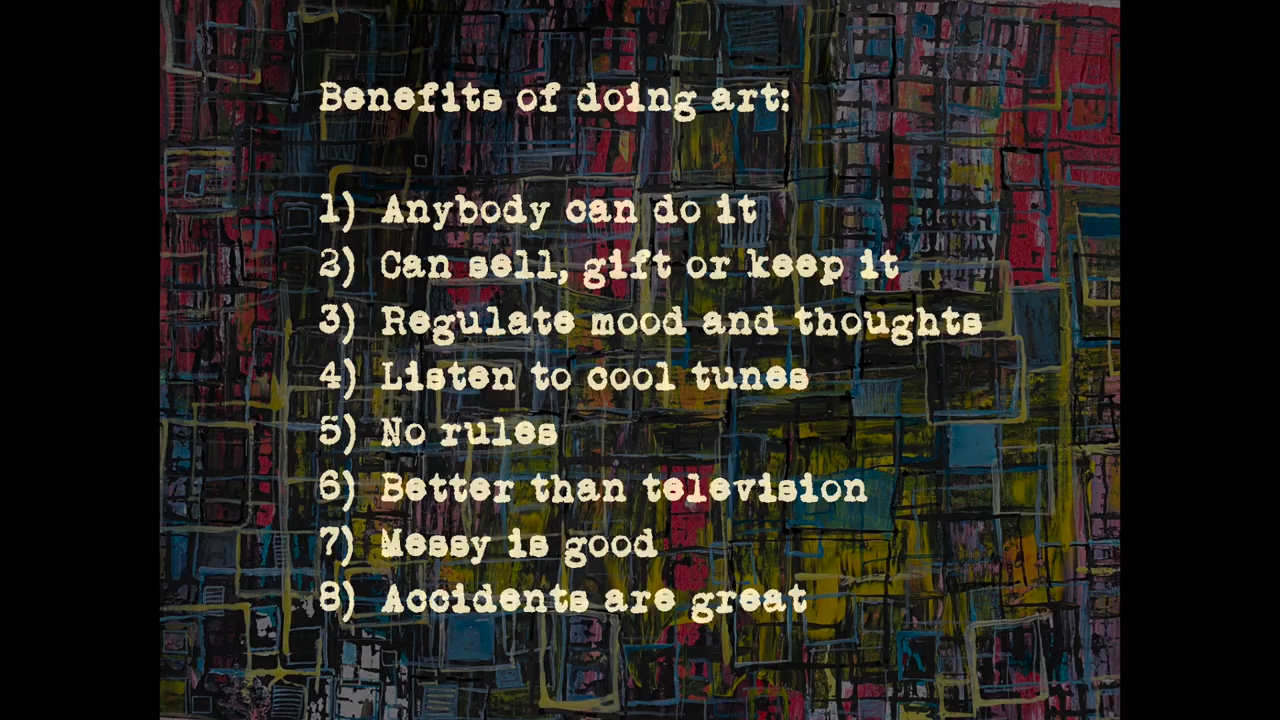 Benefits of doing art:
1) Anybody can do it
2) Can sell, gift or keep it
3) Regulate mood and thoughts
4) Listen to cool tunes
5) No rules
6) Better than television
7) Messy is good
8) Accidents are great